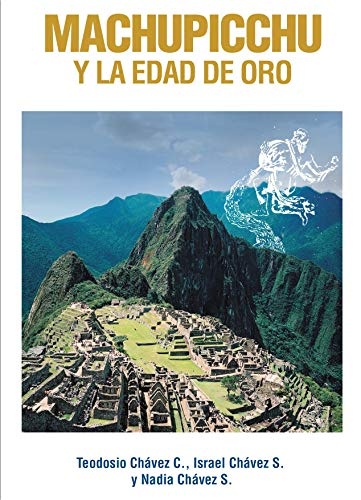 MACHUPICCHU
Y LA EDAD DE ORO
Teodosio Chávez C., Israel Chávez S.
y Nadia Chávez S.